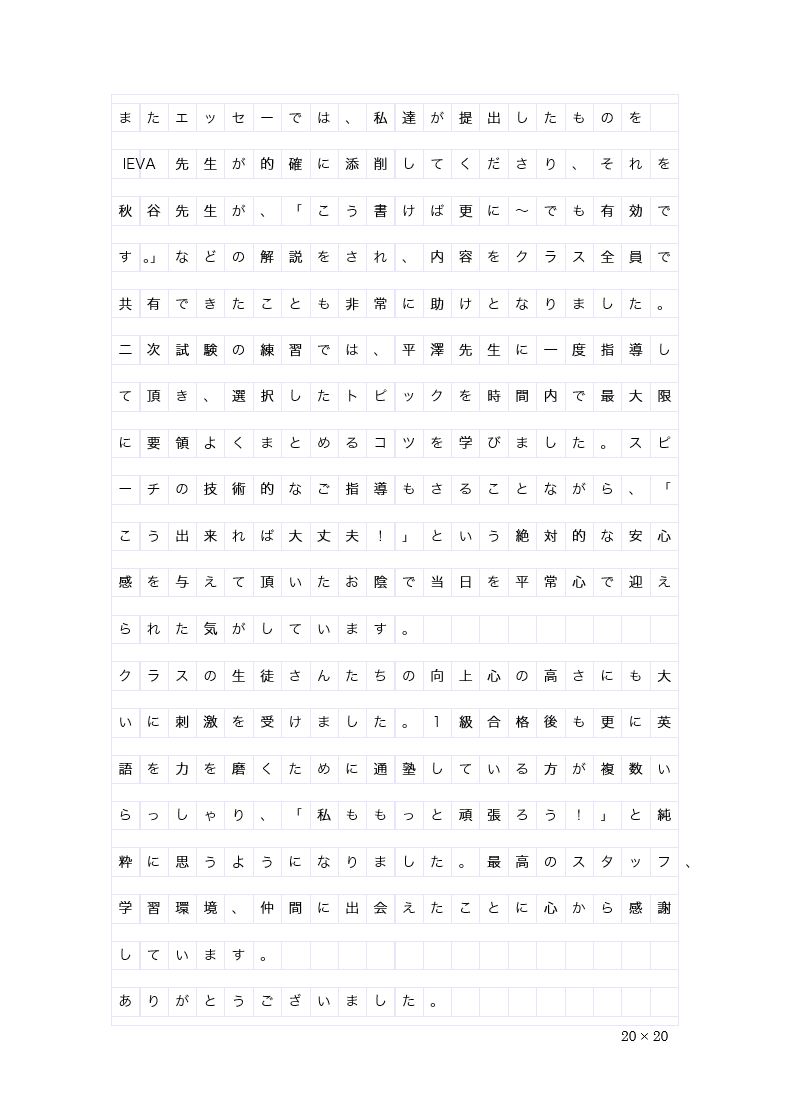 またエッセーでは、私達が提出したものを
IEVA先生が的確に添削してくださり、それを
秋谷先生が、「こう書けば更に～でも有効で
す。」などの解説をされ、内容をクラス全員で
共有できたことも非常に助けとなりました。
二次試験の練習では、平澤先生に一度指導し
て頂き、選択したトピックを時間内で最大限
に要領よくまとめるコツを学びました。スピ
ーチの技術的なご指導もさることながら、「
こう出来れば大丈夫！」という絶対的な安心
感を与えて頂いたお陰で当日を平常心で迎え
られた気がしています。
クラスの生徒さんたちの向上心の高さにも大
いに刺激を受けました。1級合格後も更に英
語を力を磨くために通塾している方が複数い
らっしゃり、「私ももっと頑張ろう！」と純
粋に思うようになりました。最高のスタッフ、
学習環境、仲間に出会えたことに心から感謝
しています。
ありがとうございました。
20×20